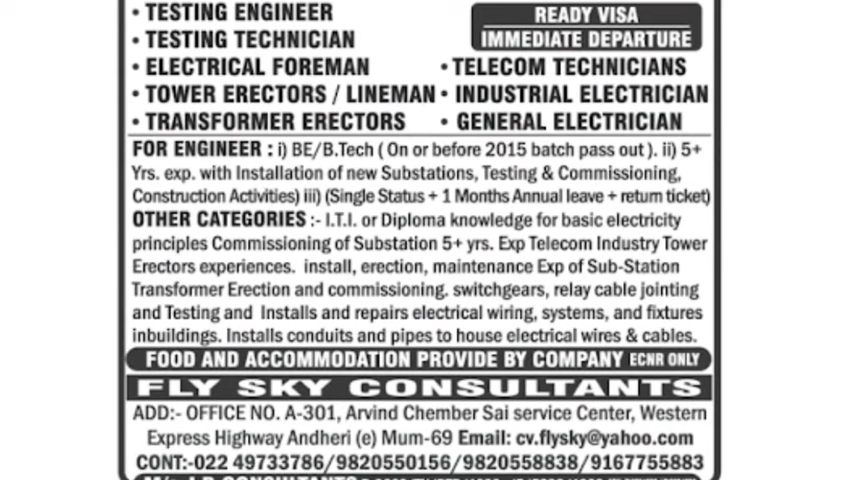 • TESTING ENGINEER
READY VISA
IMMEDIATE DEPARTURE
• TESTING TECHNICIAN
• ELECTRICAL FOREMAN • TELECOM TECHNICIANS
• TOWER ERECTORS / LINEMAN • INDUSTRIAL ELECTRICIAN
• TRANSFORMER ERECTORS • GENERAL ELECTRICIAN
FOR ENGINEER : i) BE/B.Tech ( On or before 2015 batch pass out ). ii) 5+
Yrs. exp. with Installation of new Substations, Testing & Commissioning,
Construction Activities) iii) (Single Status + 1 Months Annual leave + return ticket)
OTHER CATEGORIES :- I.T.I. or Diploma knowledge for basic electricity
principles Commissioning of Substation 5+ yrs. Exp Telecom Industry Tower
Erectors experiences. install, erection, maintenance Exp of Sub-Station
Transformer Erection and commissioning. switchgears, relay cable jointing
and Testing and Installs and repairs electrical wiring, systems, and fixtures
inbuildings. Installs conduits and pipes to house electrical wires & cables.
FOOD AND ACCOMMODATION PROVIDE BY COMPANY ECNR ONLY
FLY SKY CONSULTANTS
ADD:- OFFICE NO. A-301, Arvind Chember Sai service Center, Western
Express Highway Andheri (e) Mum-69 Email: cv.flysky@yahoo.com
CONT:-022 49733786/9820550156/9820558838/9167755883